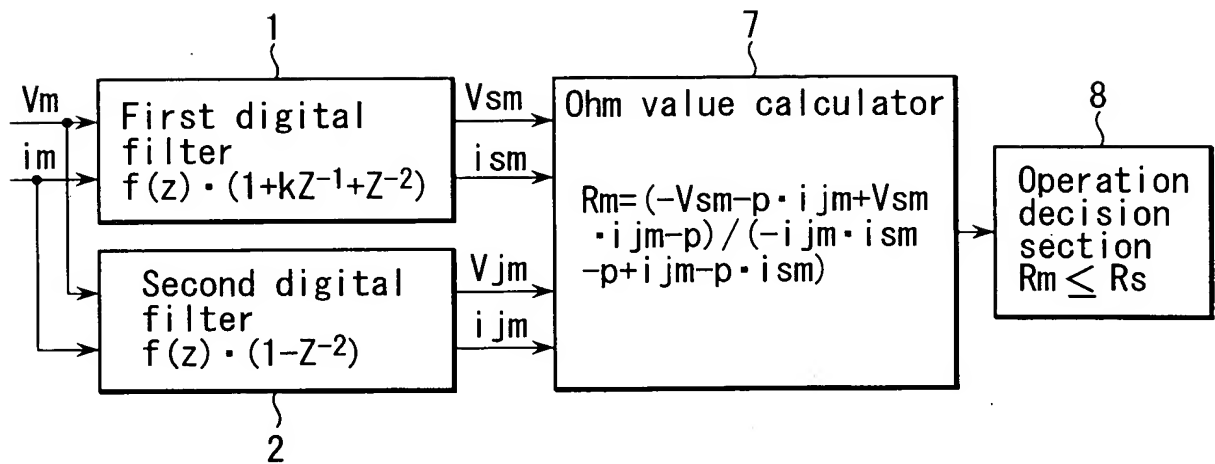 1
7
8
Vm
im
First digital
filter
f(z)·(1+kZ⁻¹+Z⁻²)
Vsm
ism
Second digital
filter
f(z)·(1-Z⁻²)
Vjm
ijm
2
Ohm value calculator
Rm=(-Vsm-p·ijm+Vsm
·ijm-p)/(-ijm·ism
-p+ijm-p·ism)
Operation
decision
section
Rm≤Rs